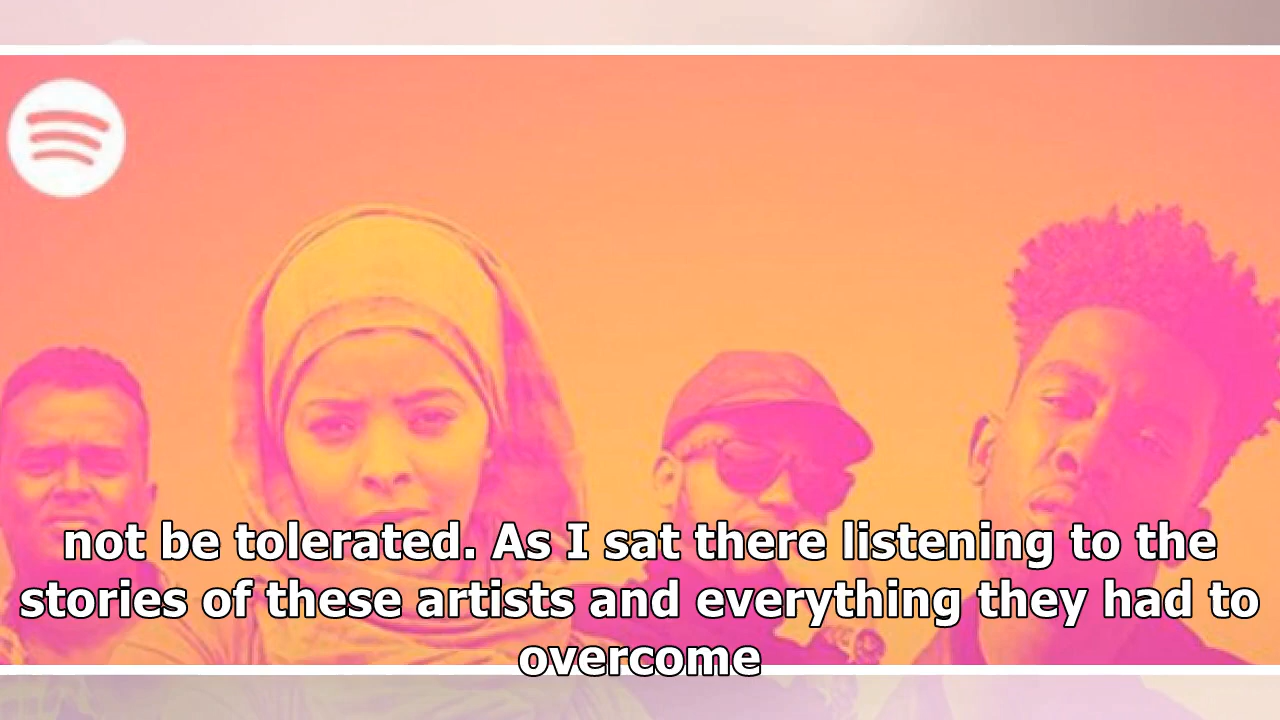 not be tolerated. As I sat there listening to the
stories of these artists and everything they had to
overcome